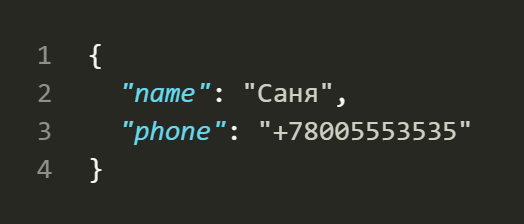 1 {
2 "name": "Саня",
3 "phone": "+78005553535"
4 }